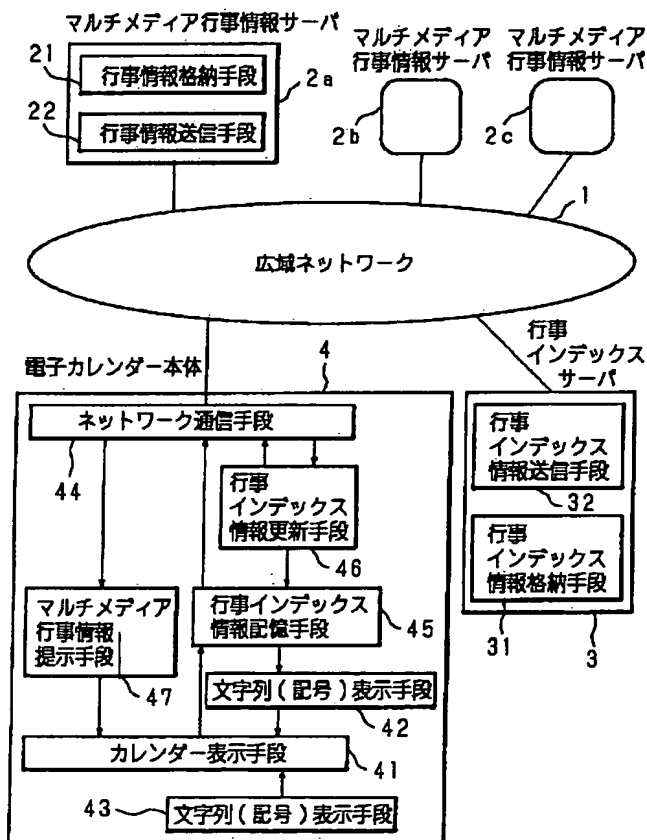 マルチメディア行事情報サーバ
21
行事情報格納手段
22
行事情報送信手段
2a
マルチメディア
行事情報サーバ
2b
マルチメディア
行事情報サーバ
2c
1
広域ネットワーク
電子カレンダー本体
4
ネットワーク通信手段
44
行事
インデックス
情報更新手段
46
マルチメディア
行事情報
提示手段
47
行事インデックス
情報記憶手段
45
文字列(記号)表示手段
42
カレンダー表示手段
41
43
文字列(記号)表示手段
行事
インデックス
サーバ
行事
インデックス
情報送信手段
32
行事
インデックス
情報格納手段
31
3